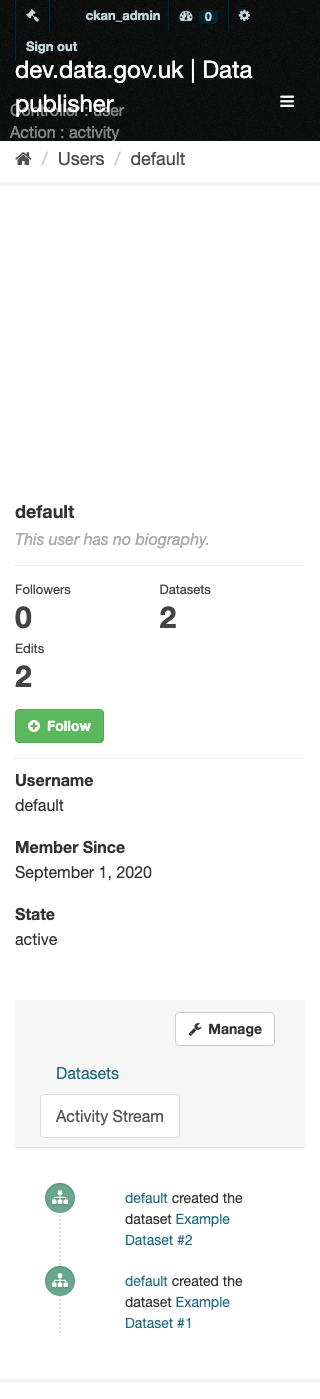 ckan_admin 0
Sign out
dev.data.gov.uk | Data
publisher
Controller : user
Action : activity
/ Users / default
default
This user has no biography.
Followers Datasets
0 2
Edits
2
Follow
Username
default
Member Since
September 1, 2020
State
active
Manage
Datasets
Activity Stream
default created the
dataset Example
Dataset #2
default created the
dataset Example
Dataset #1